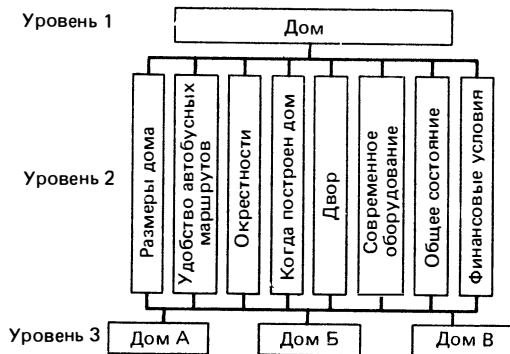 Уровень 1
Дом
Уровень 2
Размеры дома
Удобство автобусных
маршрутов
Окрестности
Когда построен дом
Двор
Современное
оборудование
Общее состояние
Финансовые условия
Уровень 3
Дом А
Дом Б
Дом В